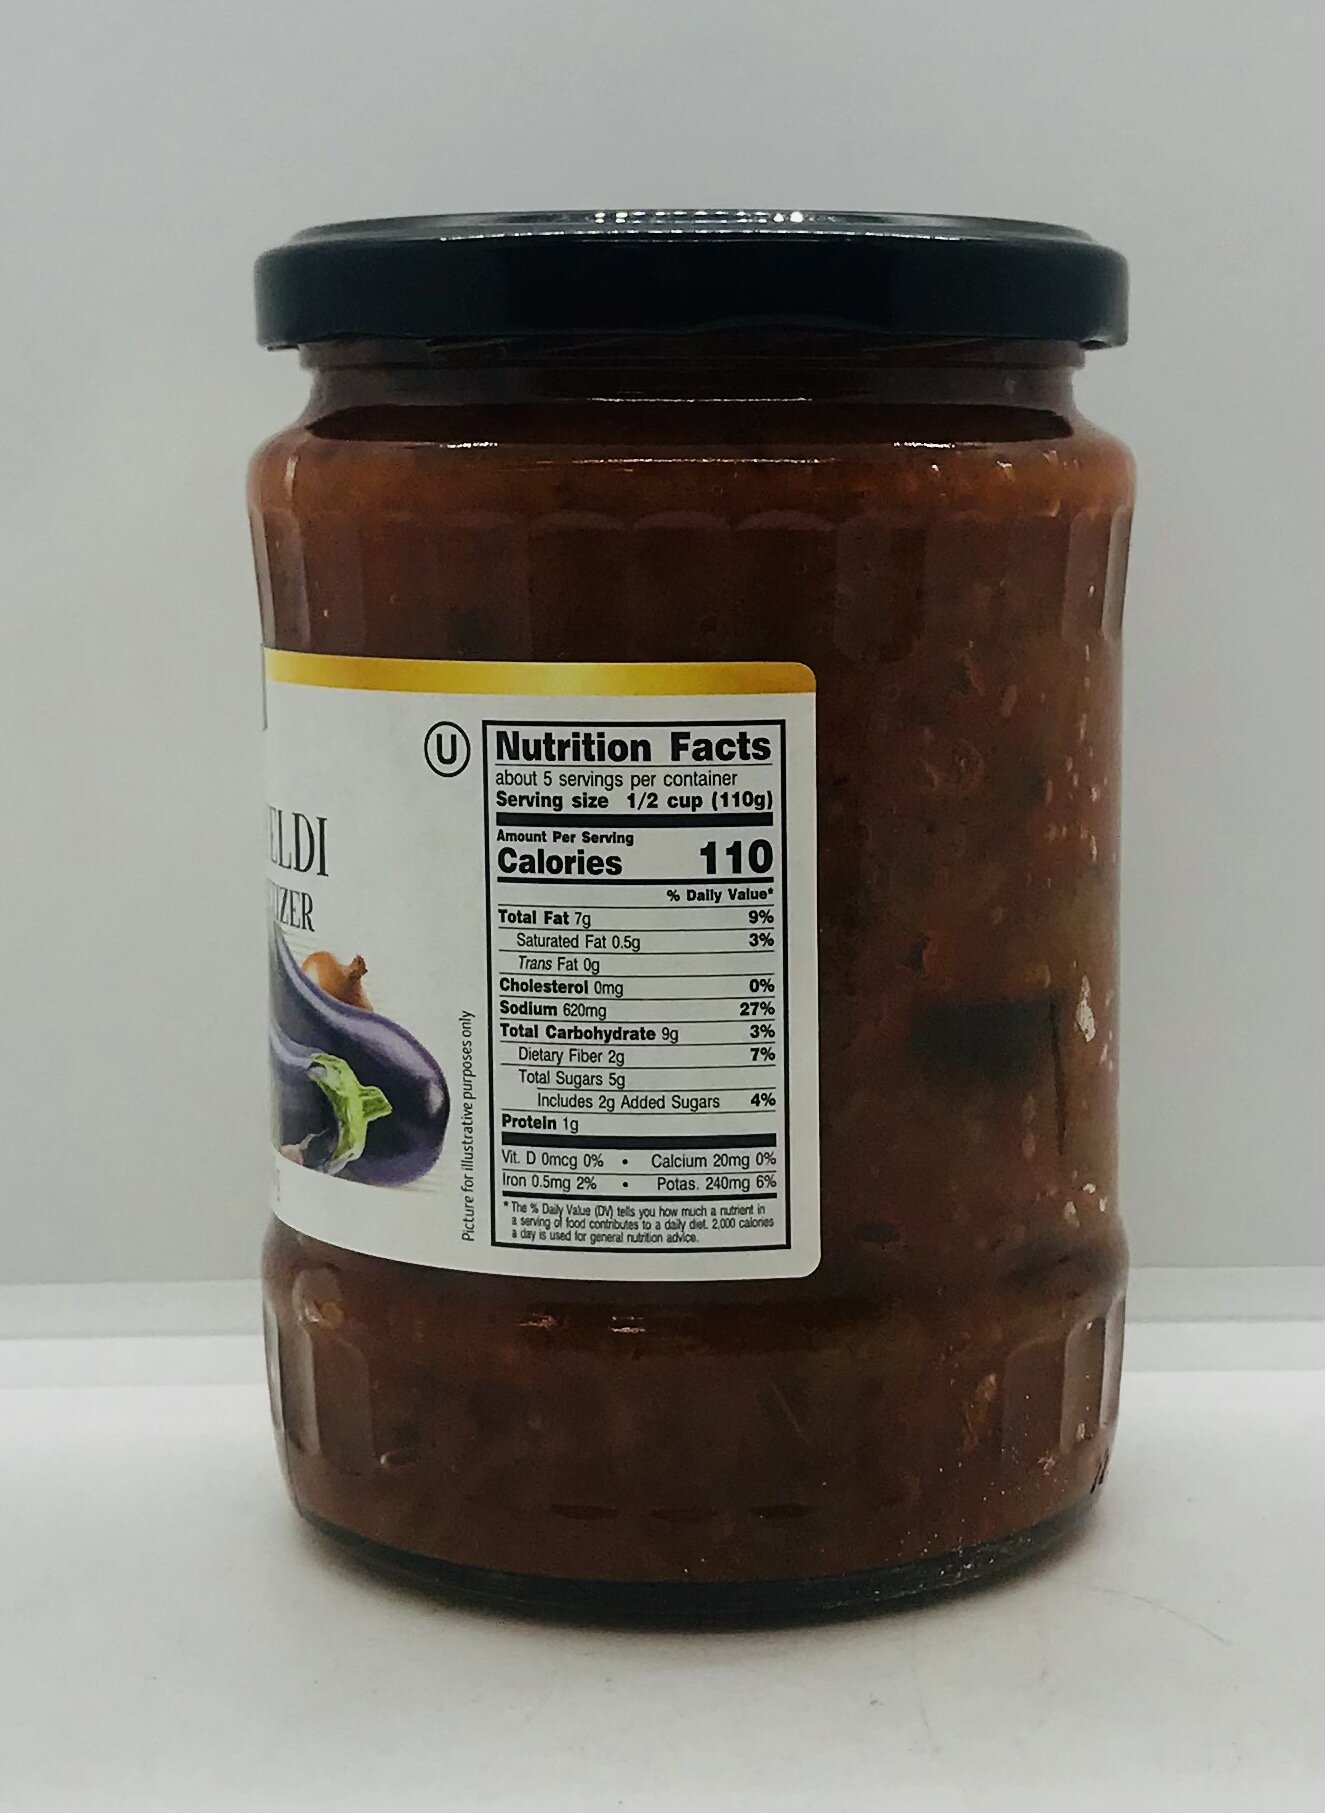 ELDI
TIZER
Picture for illustrative purposes only
U
Nutrition Facts
about 5 servings per container
Serving size 1/2 cup (110g)
Amount Per Serving
Calories 110
% Daily Value*
Total Fat 7g 9%
Saturated Fat 0.5g 3%
Trans Fat 0g
Cholesterol 0mg 0%
Sodium 620mg 27%
Total Carbohydrate 9g 3%
Dietary Fiber 2g 7%
Total Sugars 5g
Includes 2g Added Sugars 4%
Protein 1g
Vit. D 0mcg 0% • Calcium 20mg 0%
Iron 0.5mg 2% • Potas. 240mg 6%
* The % Daily Value (DV) tells you how much a nutrient in
a serving of food contributes to a daily diet. 2,000 calories
a day is used for general nutrition advice.